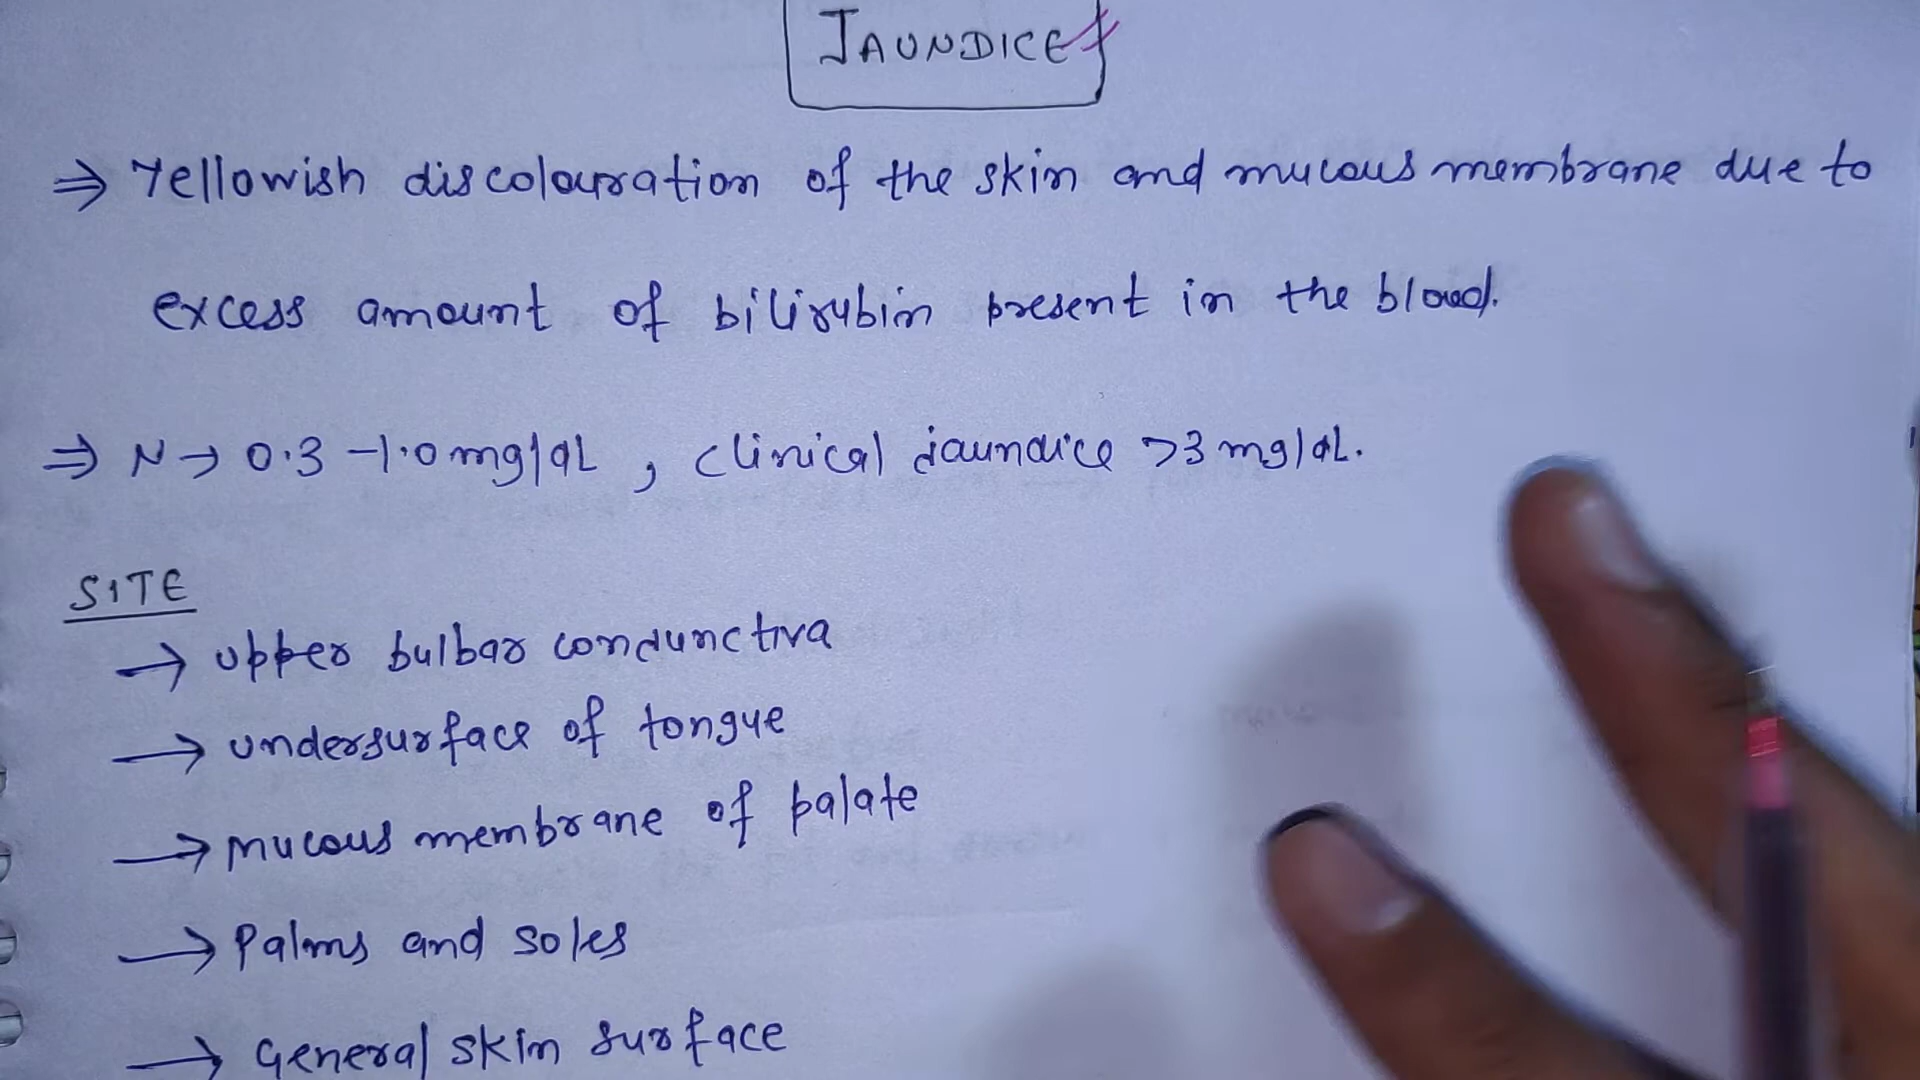 JAUNDICE
⇒ Yellowish discolouration of the skin and mucous membrane due to
excess amount of bilirubin present in the blood.
⇒ N → 0.3 - 1.0 mg/dL , clinical jaundice >3 mg/dL.
SITE
→ Upper bulbar conjunctiva
→ undersurface of tongue
→ mucous membrane of palate
→ Palms and soles
→ General skin surface